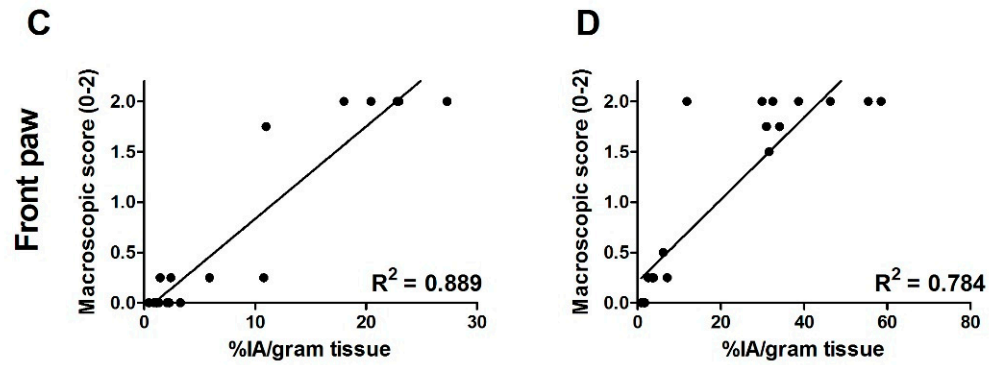 C
Front paw
Macroscopic score (0-2)
2.0
1.5
1.0
0.5
0.0
R² = 0.889
0 10 20 30
%IA/gram tissue
D
Macroscopic score (0-2)
2.0
1.5
1.0
0.5
0.0
R² = 0.784
0 20 40 60 80
%IA/gram tissue